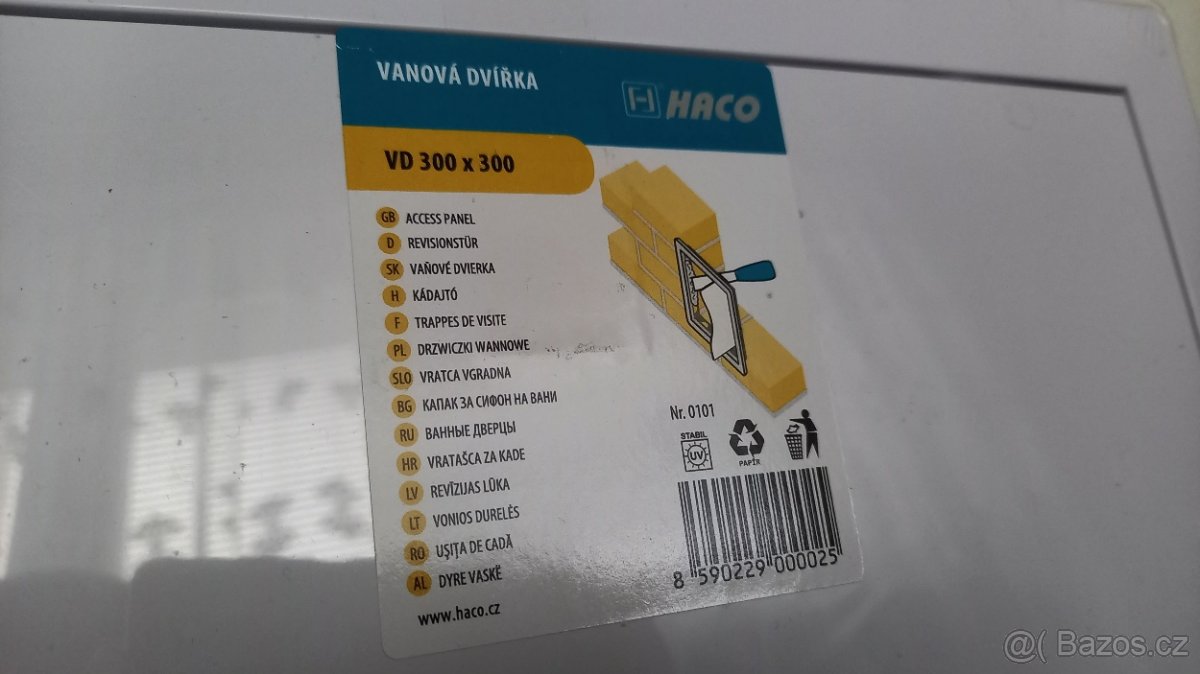 VANOVÁ DVÍŘKA
HACO
VD 300 x 300
GB ACCESS PANEL
D REVISIONSTÜR
SK VAŇOVÉ DVIERKA
H KÁDAJTÓ
F TRAPPES DE VISITE
PL DRZWICZKI WANNOWE
SLO VRATCA VGRADNA
BG КАПАК ЗА СИФОН НА ВАНИ
RU ВАННЫЕ ДВЕРЦЫ
HR VRATAŠCA ZA KADE
LV REVĪZIJAS LŪKA
LT VONIOS DURELĖS
RO UŞIŢA DE CADĂ
AL DYRE VASKË
www.haco.cz
Nr. 0101
STABIL
UV
PAPÍR
8 590229 000025
@( Bazos.cz